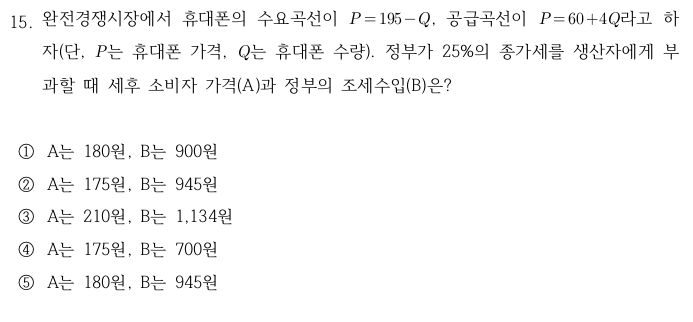 15. 완전경쟁시장에서 휴대폰의 수요곡선이 P=195-Q, 공급곡선이 P=60+4Q라고 하
자(단, P는 휴대폰 가격, Q는 휴대폰 수량). 정부가 25%의 종가세를 생산자에게 부
과할 때 세후 소비자 가격(A)과 정부의 조세수입(B)은?
① A는 180원, B는 900원
② A는 175원, B는 945원
③ A는 210원, B는 1,134원
④ A는 175원, B는 700원
⑤ A는 180원, B는 945원